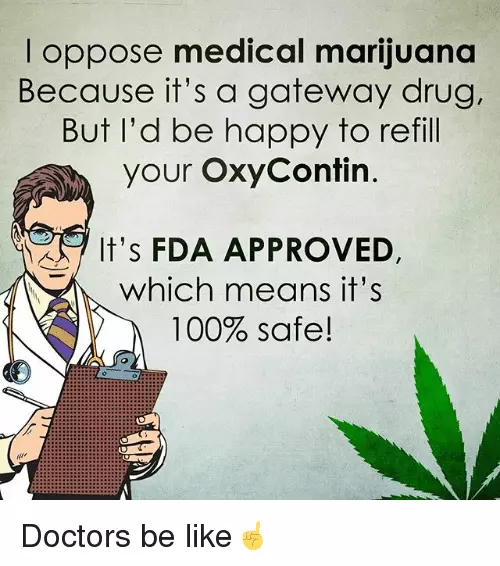 I oppose medical marijuana
Because it's a gateway drug,
But I'd be happy to refill
your OxyContin.
It's FDA APPROVED,
which means it's
100% safe!
Doctors be like☝️